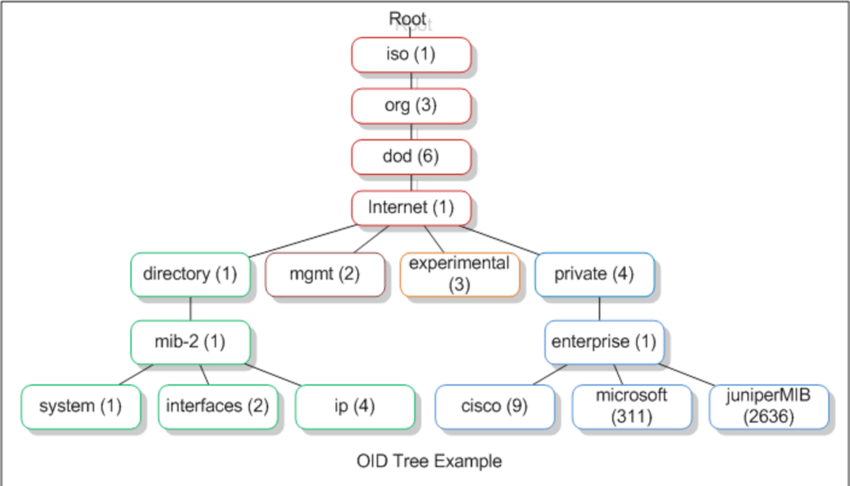 Root
iso (1)
org (3)
dod (6)
Internet (1)
directory (1)
mgmt (2)
experimental
(3)
private (4)
mib-2 (1)
enterprise (1)
system (1)
interfaces (2)
ip (4)
cisco (9)
microsoft
(311)
juniperMIB
(2636)
OID Tree Example